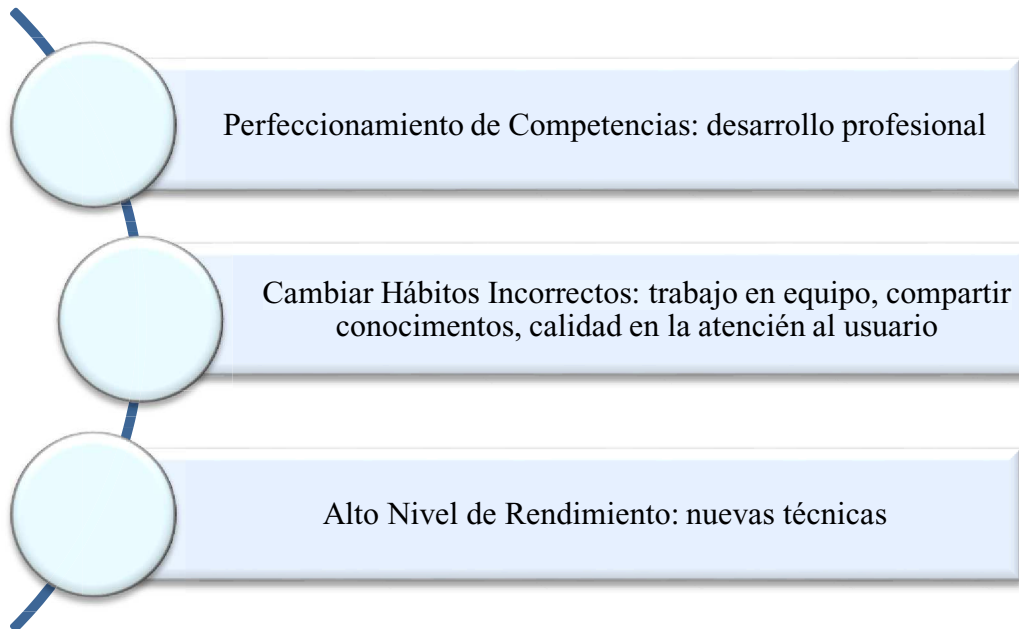 Perfeccionamiento de Competencias: desarrollo profesional
Cambiar Hábitos Incorrectos: trabajo en equipo, compartir
conocimentos, calidad en la atención al usuario
Alto Nivel de Rendimiento: nuevas técnicas